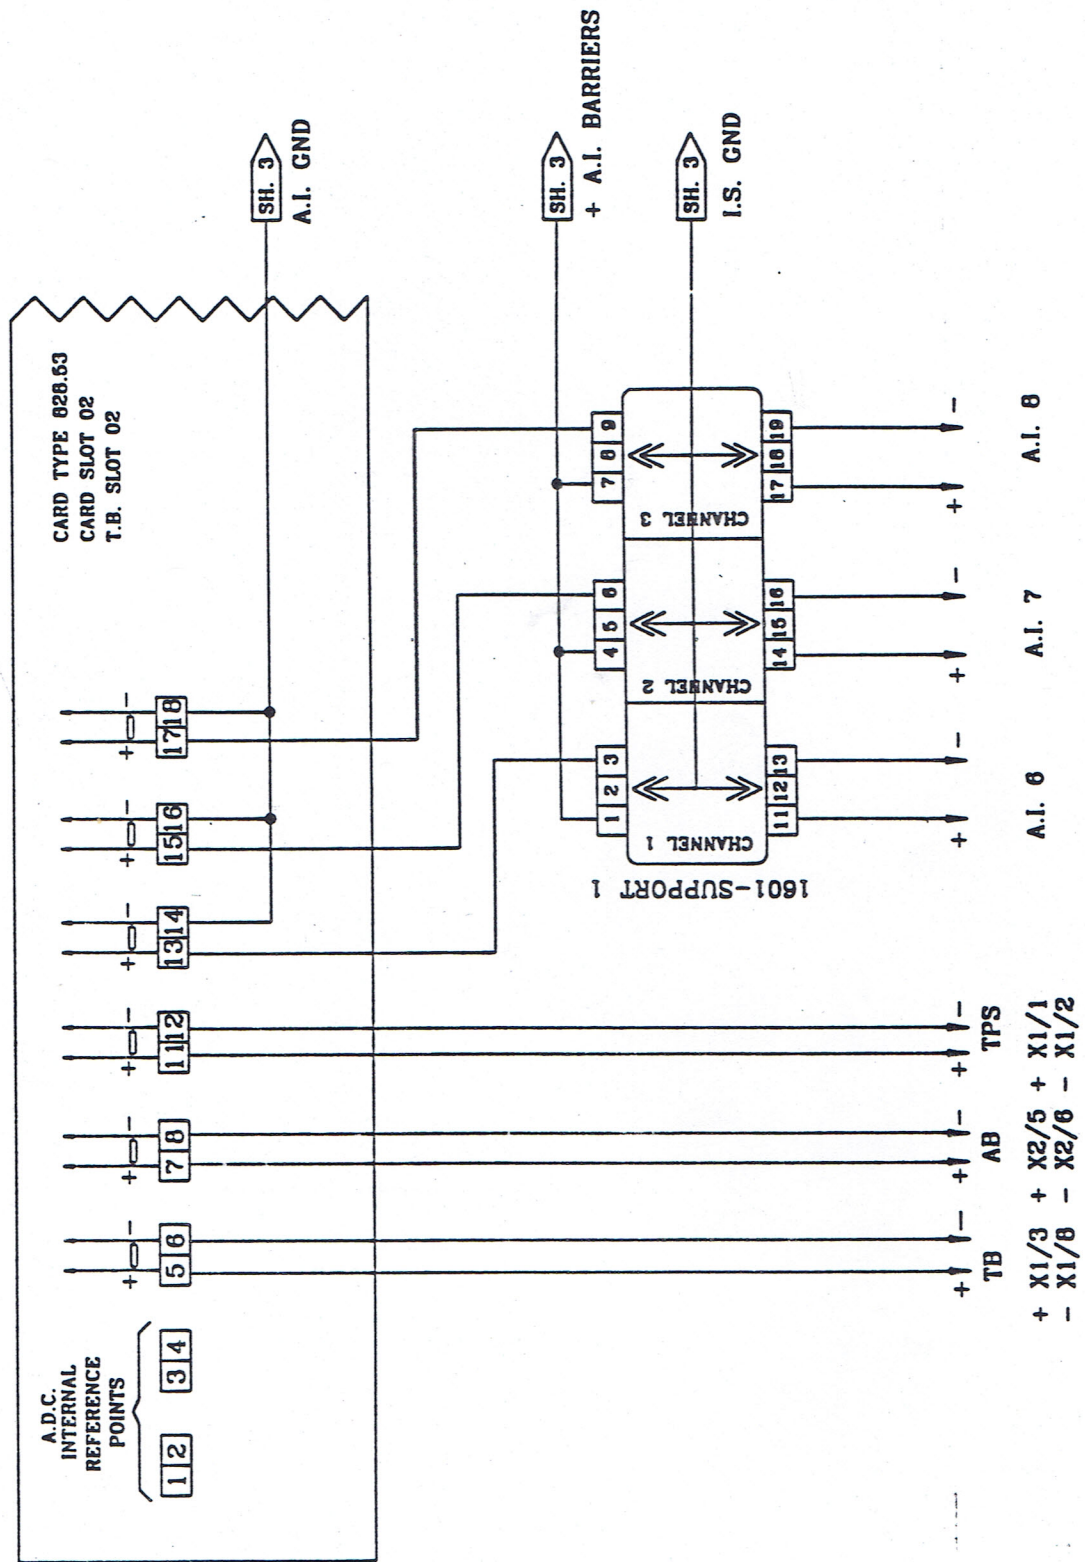 A.D.C.
INTERNAL
REFERENCE
POINTS
CARD TYPE 828.53
CARD SLOT 02
T.B. SLOT 02
1 2 3 4
+ - + - + - + - + - + -
5 6 7 8 11 12 13 14 15 16 17 18
SH. 3
A.I. GND
SH. 3
+ A.I. BARRIERS
SH. 3
I.S. GND
1601-SUPPORT 1
1 2 3 4 5 6 7 8 9
CHANNEL 1 CHANNEL 2 CHANNEL 3
11 12 13 14 15 16 17 18 19
+ - + - + - + - + - + -
TB AB TPS A.I. 6 A.I. 7 A.I. 8
+ X1/3 + X2/5 + X1/1
- X1/8 - X2/6 - X1/2